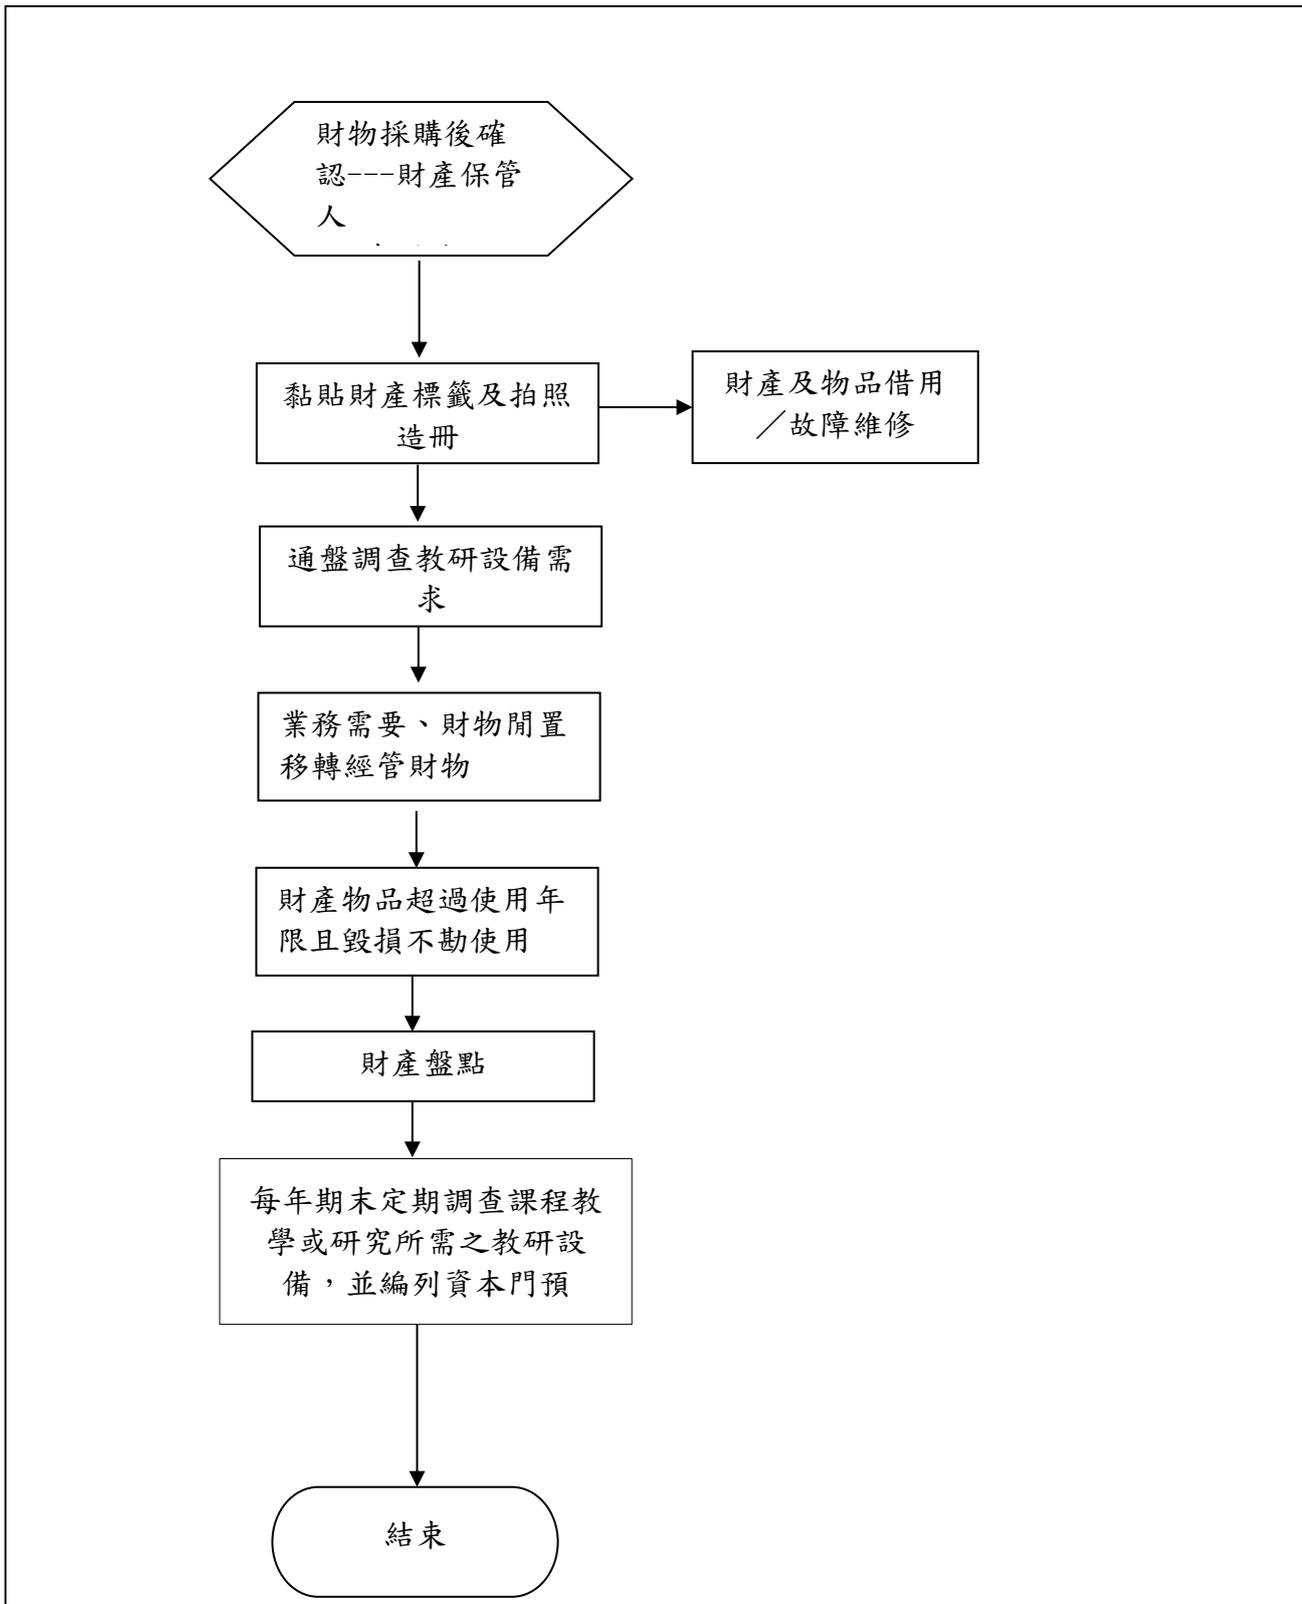 財物採購後確
認---財產保管
人
黏貼財產標籤及拍照
造冊
財產及物品借用
／故障維修
通盤調查教研設備需
求
業務需要、財物閒置
移轉經管財物
財產物品超過使用年
限且毀損不勘使用
財產盤點
每年期末定期調查課程教
學或研究所需之教研設
備，並編列資本門預
結束